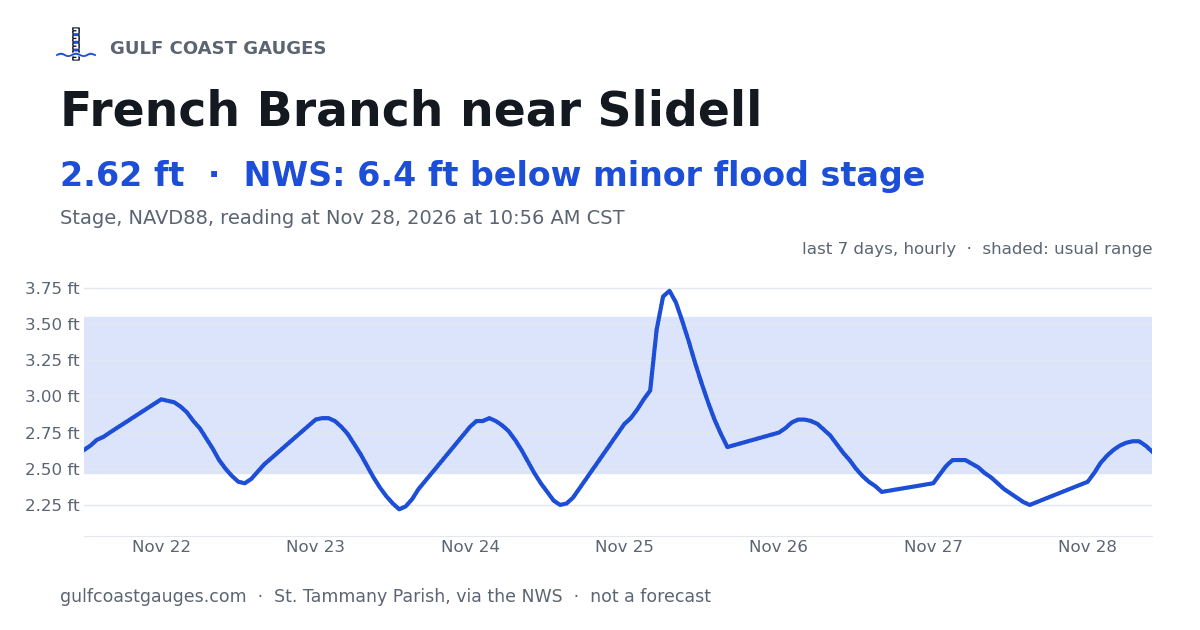 GULF COAST GAUGES
French Branch near Slidell
2.62 ft · NWS: 6.4 ft below minor flood stage
Stage, NAVD88, reading at Nov 28, 2026 at 10:56 AM CST
last 7 days, hourly · shaded: usual range
3.75 ft
3.50 ft
3.25 ft
3.00 ft
2.75 ft
2.50 ft
2.25 ft
Nov 22 Nov 23 Nov 24 Nov 25 Nov 26 Nov 27 Nov 28
gulfcoastgauges.com · St. Tammany Parish, via the NWS · not a forecast